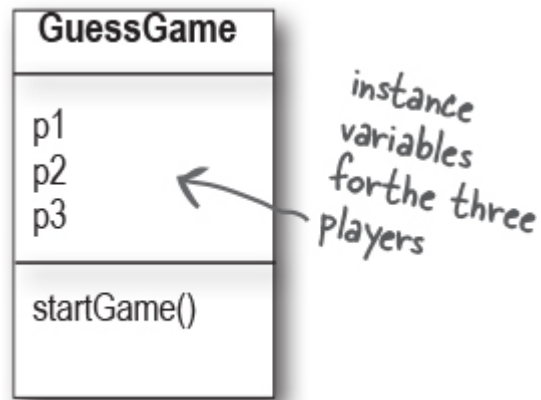 GuessGame
p1
p2
p3
startGame()
instance
variables
forthe three
players